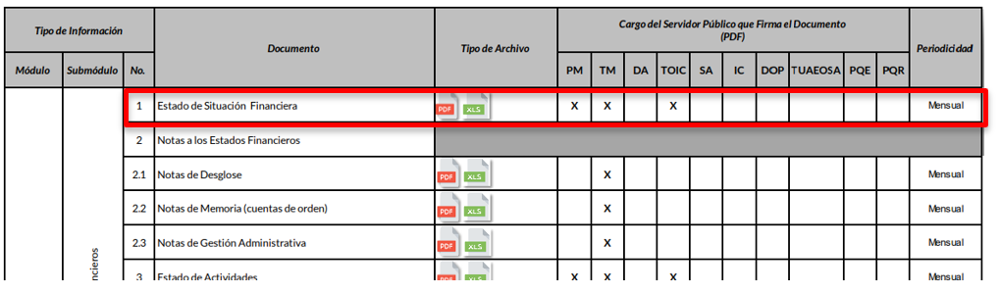 Tipo de Información
Documento
Tipo de Archivo
Cargo del Servidor Público que Firma el Documento
(PDF)
Periodicidad
Módulo Submódulo No.
PM TM DA TOIC SA IC DOP TUAEOSA PQE PQR
1 Estado de Situación Financiera PDF XLS X X X Mensual
2 Notas a los Estados Financieros
2.1 Notas de Desglose PDF XLS X Mensual
2.2 Notas de Memoria (cuentas de orden) PDF XLS X Mensual
2.3 Notas de Gestión Administrativa PDF XLS X Mensual
ncieros
3 Estado de Actividades PDF XLS X X X Mensual